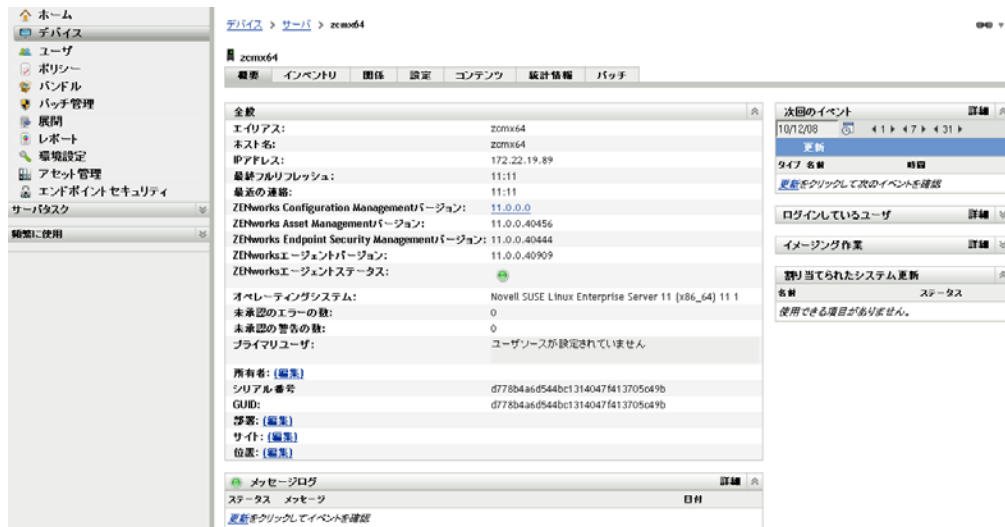 ホーム
デバイス
ユーザ
ポリシー
バンドル
パッチ管理
展開
レポート
環境設定
アセット管理
エンドポイントセキュリティ
サーバタスク
頻繁に使用
デバイス > サーバ > zcmx64
zcmx64
概要 インベントリ 関係 設定 コンテンツ 統計情報 パッチ
全般
エイリアス: zcmx64
ホスト名: zcmx64
IPアドレス: 172.22.19.89
最終フルリフレッシュ: 11:11
最近の連絡: 11:11
ZENworks Configuration Managementバージョン: 11.0.0.0
ZENworks Asset Managementバージョン: 11.0.0.40456
ZENworks Endpoint Security Managementバージョン: 11.0.0.40444
ZENworksエージェントバージョン: 11.0.0.40909
ZENworksエージェントステータス:
オペレーティングシステム: Novell SUSE Linux Enterprise Server 11 (x86_64) 11 1
未承認のエラーの数: 0
未承認の警告の数: 0
プライマリユーザ: ユーザソースが設定されていません
所有者: (編集)
シリアル番号 d778b4a6d544bc1314047f413705c49b
GUID: d778b4a6d544bc1314047f413705c49b
部署: (編集)
サイト: (編集)
位置: (編集)
メッセージログ 詳細
ステータス メッセージ 日付
更新をクリックしてイベントを確認
次回のイベント 詳細
10/12/08 1 7 31
更新
タイプ 名前 時間
更新をクリックして次のイベントを確認
ログインしているユーザ 詳細
イメージング作業 詳細
割り当てられたシステム更新
名前 ステータス
使用できる項目がありません。